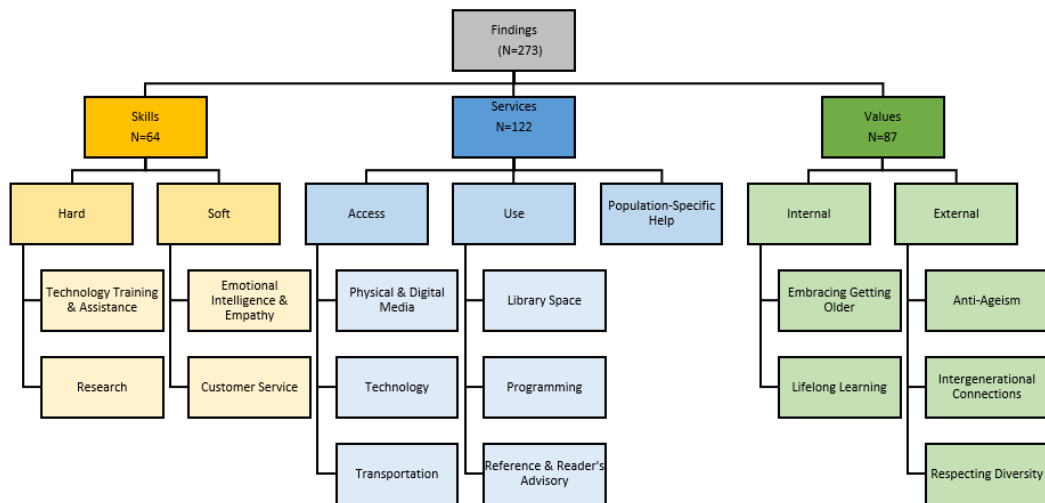 Findings
(N=273)
Skills
N=64
Services
N=122
Values
N=87
Hard
Soft
Access
Use
Population-Specific
Help
Internal
External
Technology Training
& Assistance
Emotional
Intelligence &
Empathy
Physical & Digital
Media
Library Space
Embracing Getting
Older
Anti-Ageism
Research
Customer Service
Technology
Programming
Lifelong Learning
Intergenerational
Connections
Transportation
Reference & Reader's
Advisory
Respecting Diversity